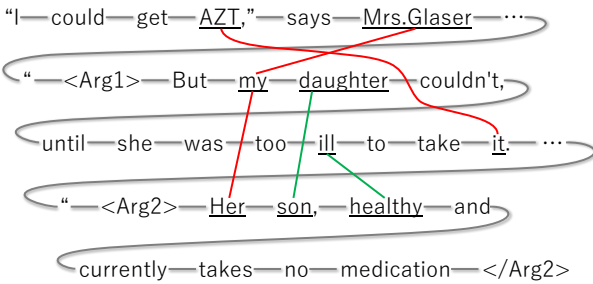 “I could get AZT,” says Mrs.Glaser ⋯
“ <Arg1> But my daughter couldn't,
until she was too ill to take it. ⋯
“ <Arg2> Her son, healthy and
currently takes no medication </Arg2>